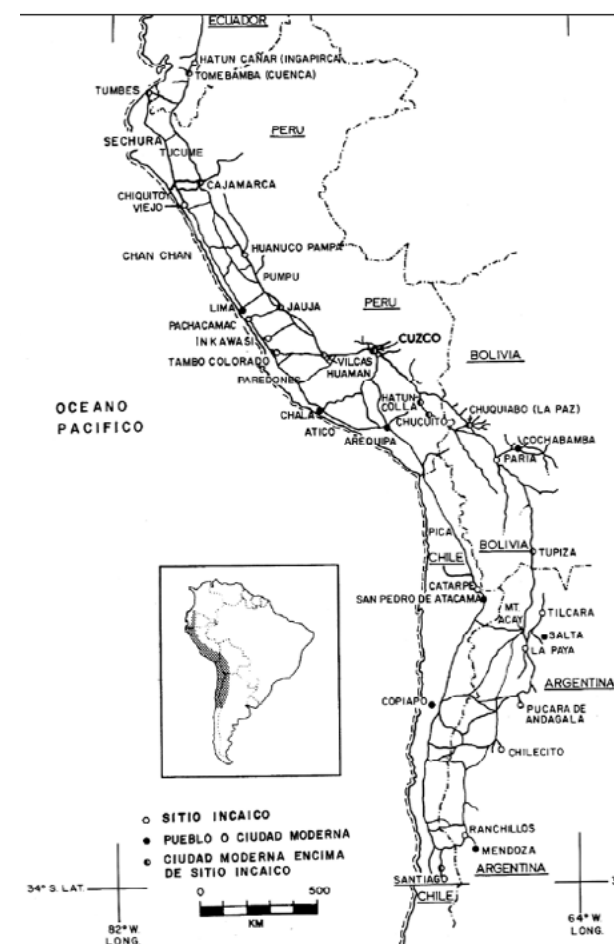 ECUADOR
HATUN CAÑAR (INGAPIRCA)
TOMEBAMBA (CUENCA)
TUMBES
PERU
SECHURA
TUCUME
CAJAMARCA
CHIQUITO
VIEJO
CHAN CHAN
HUANUCO PAMPA
PUMPU
LIMA
JAUJA
PERU
PACHACAMAC
INKAWASI
CUZCO
TAMBO COLORADO
VILCAS
HUAMAN
BOLIVIA
PAREDONES
HATUN
COLLA
CHUQUIABO (LA PAZ)
OCEANO
PACIFICO
CHALA
CHUCUITO
ATICO
AREQUIPA
COCHABAMBA
PARIA
PICA
BOLIVIA
TUPIZA
CHILE
CATARPE
SAN PEDRO DE ATACAMA
MT.
ACAY
TILCARA
SALTA
LA PAYA
ARGENTINA
COPIAPO
PUCARA DE
ANDAGALA
CHILECITO
SITIO INCAICO
PUEBLO O CIUDAD MODERNA
CIUDAD MODERNA ENCIMA
DE SITIO INCAICO
RANCHILLOS
MENDOZA
ARGENTINA
SANTIAGO
CHILE
34° S. LAT.
0 500
KM
82° W.
LONG.
64° W.
LONG.